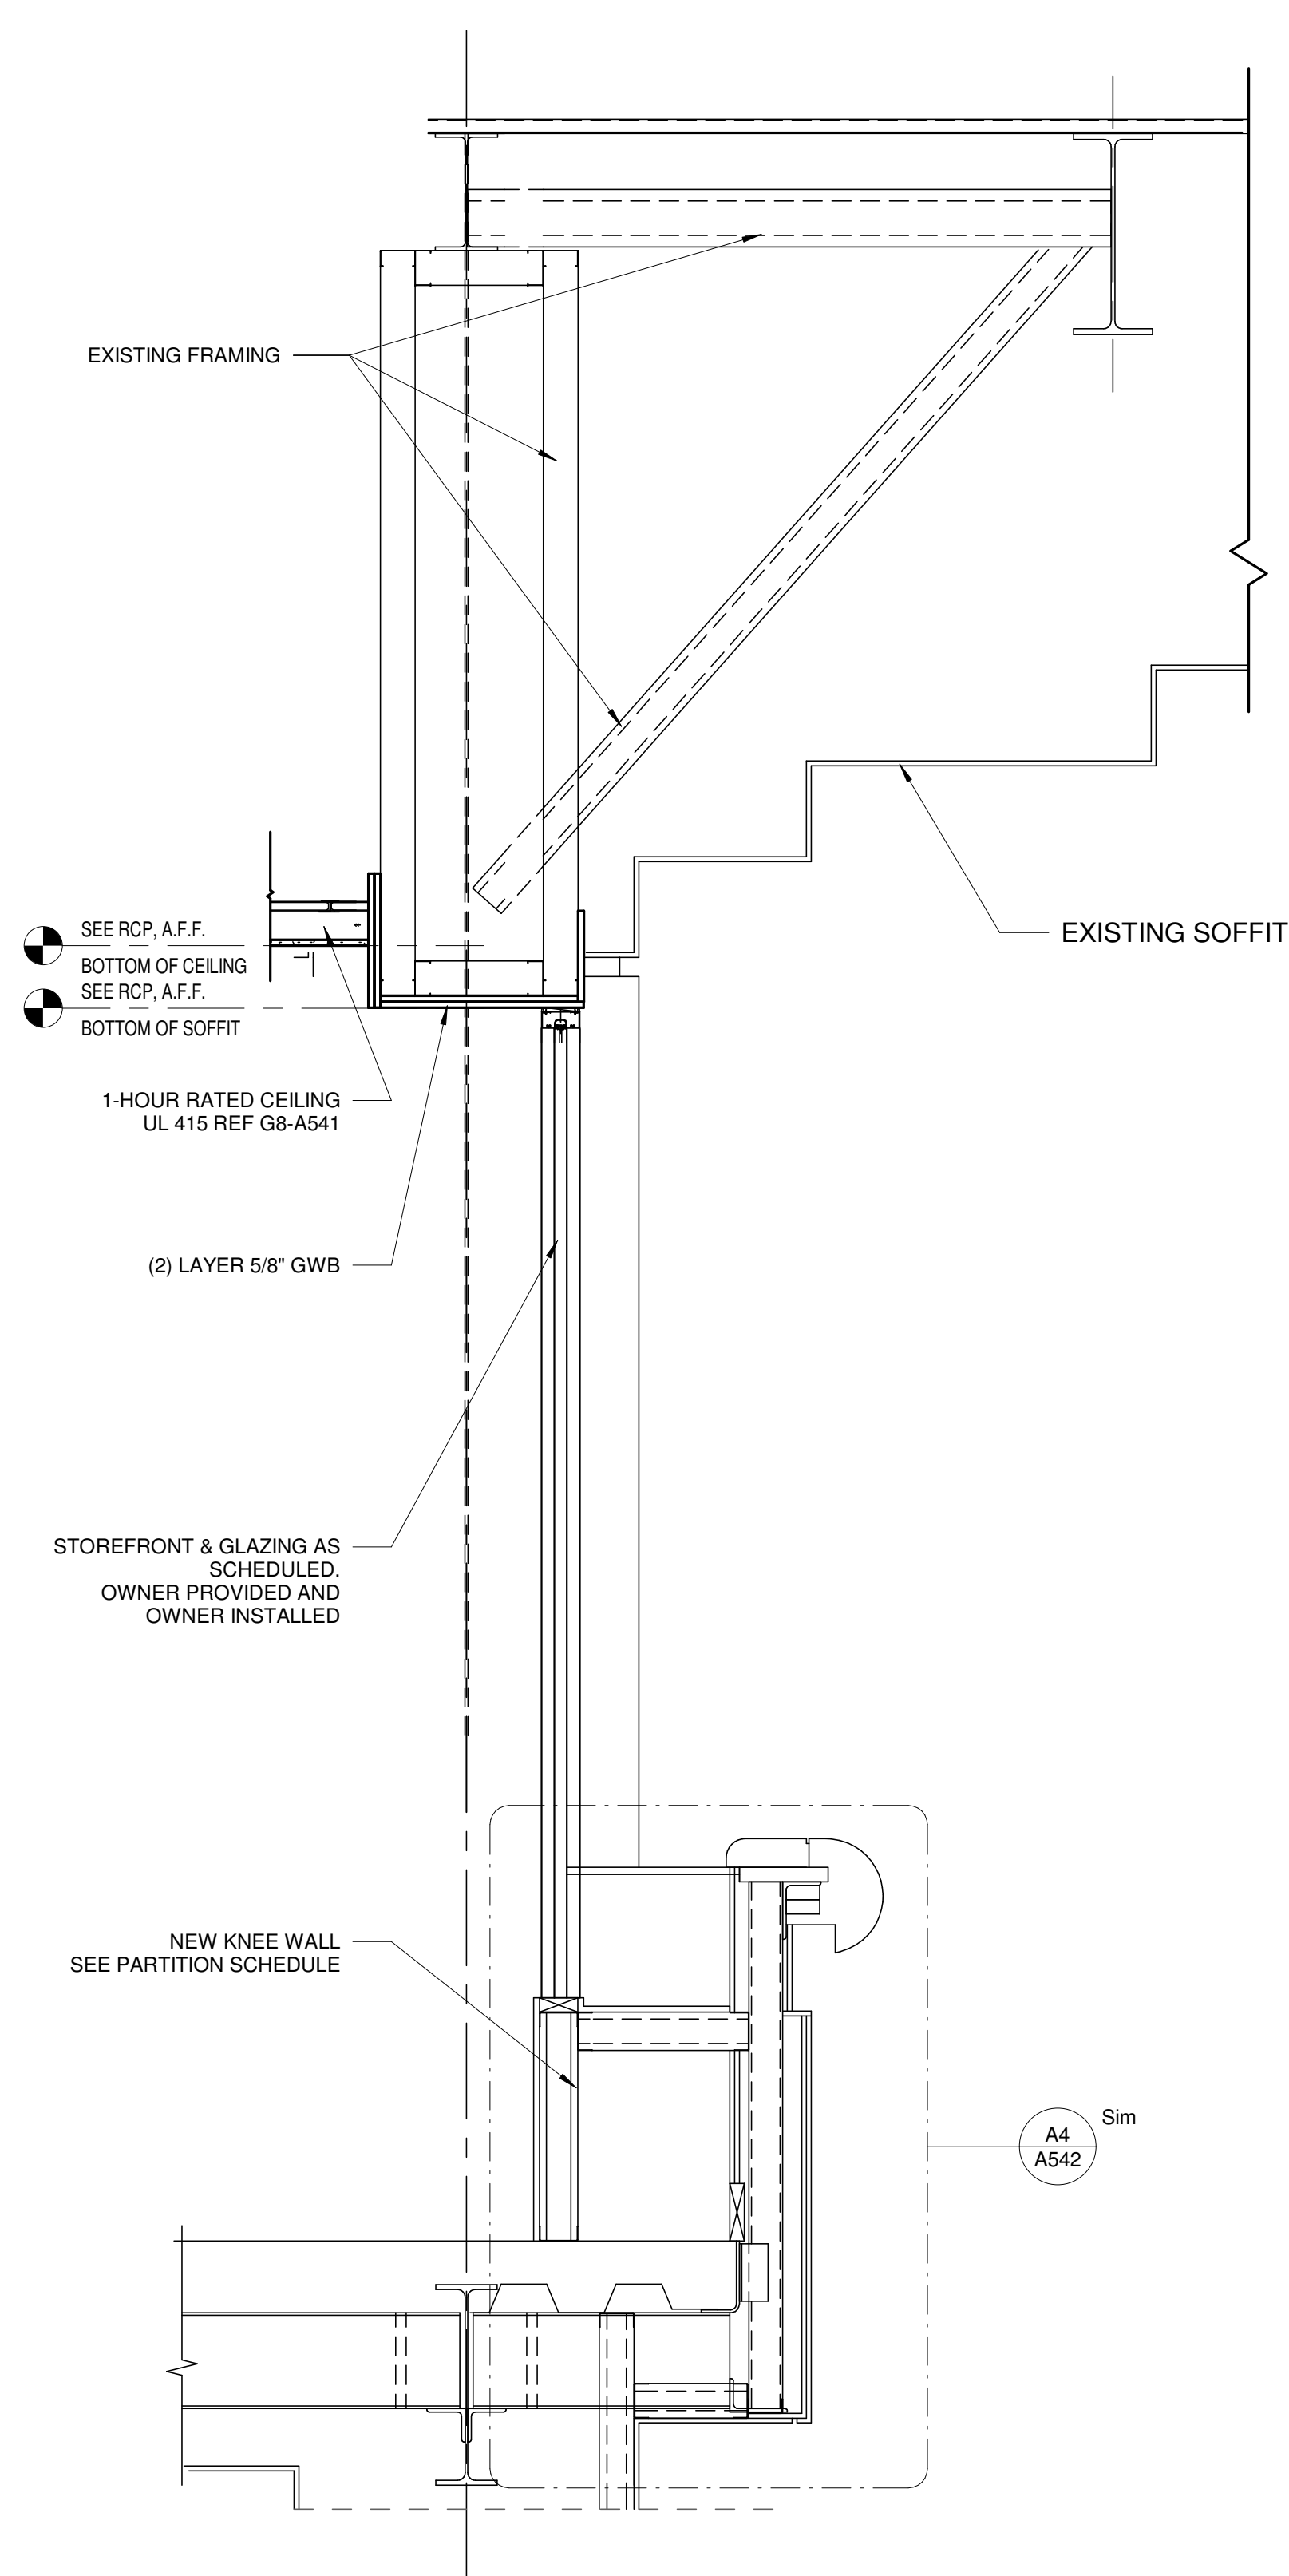 EXISTING FRAMING
SEE RCP, A.F.F.
BOTTOM OF CEILING
SEE RCP, A.F.F.
BOTTOM OF SOFFIT
EXISTING SOFFIT
1-HOUR RATED CEILING
UL 415 REF G8-A541
(2) LAYER 5/8" GWB
STOREFRONT & GLAZING AS
SCHEDULED.
OWNER PROVIDED AND
OWNER INSTALLED
NEW KNEE WALL
SEE PARTITION SCHEDULE
Sim
A4
A542